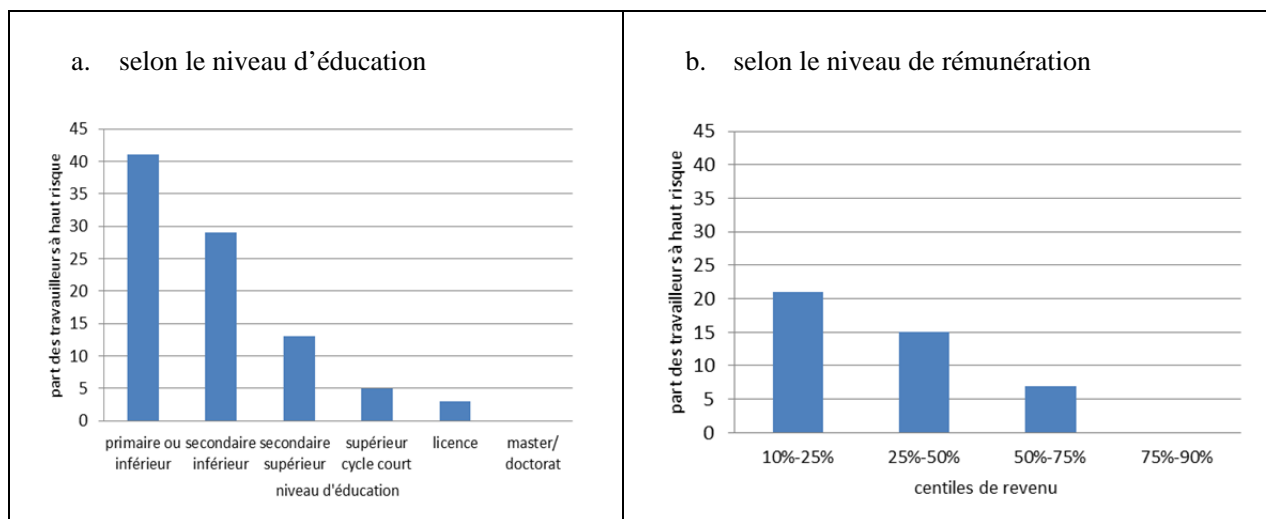 a. selon le niveau d'éducation
45
40
35
30
25
20
15
10
5
0
part des travauilleurs à haut risque
primaire ou
inférieur
secondaire
inférieur
secondaire
supérieur
supérieur
cycle court
licence
master/
doctorat
niveau d'éducation
b. selon le niveau de rémunération
45
40
35
30
25
20
15
10
5
0
part des travailleurs à haut risque
10%-25%
25%-50%
50%-75%
75%-90%
centiles de revenu